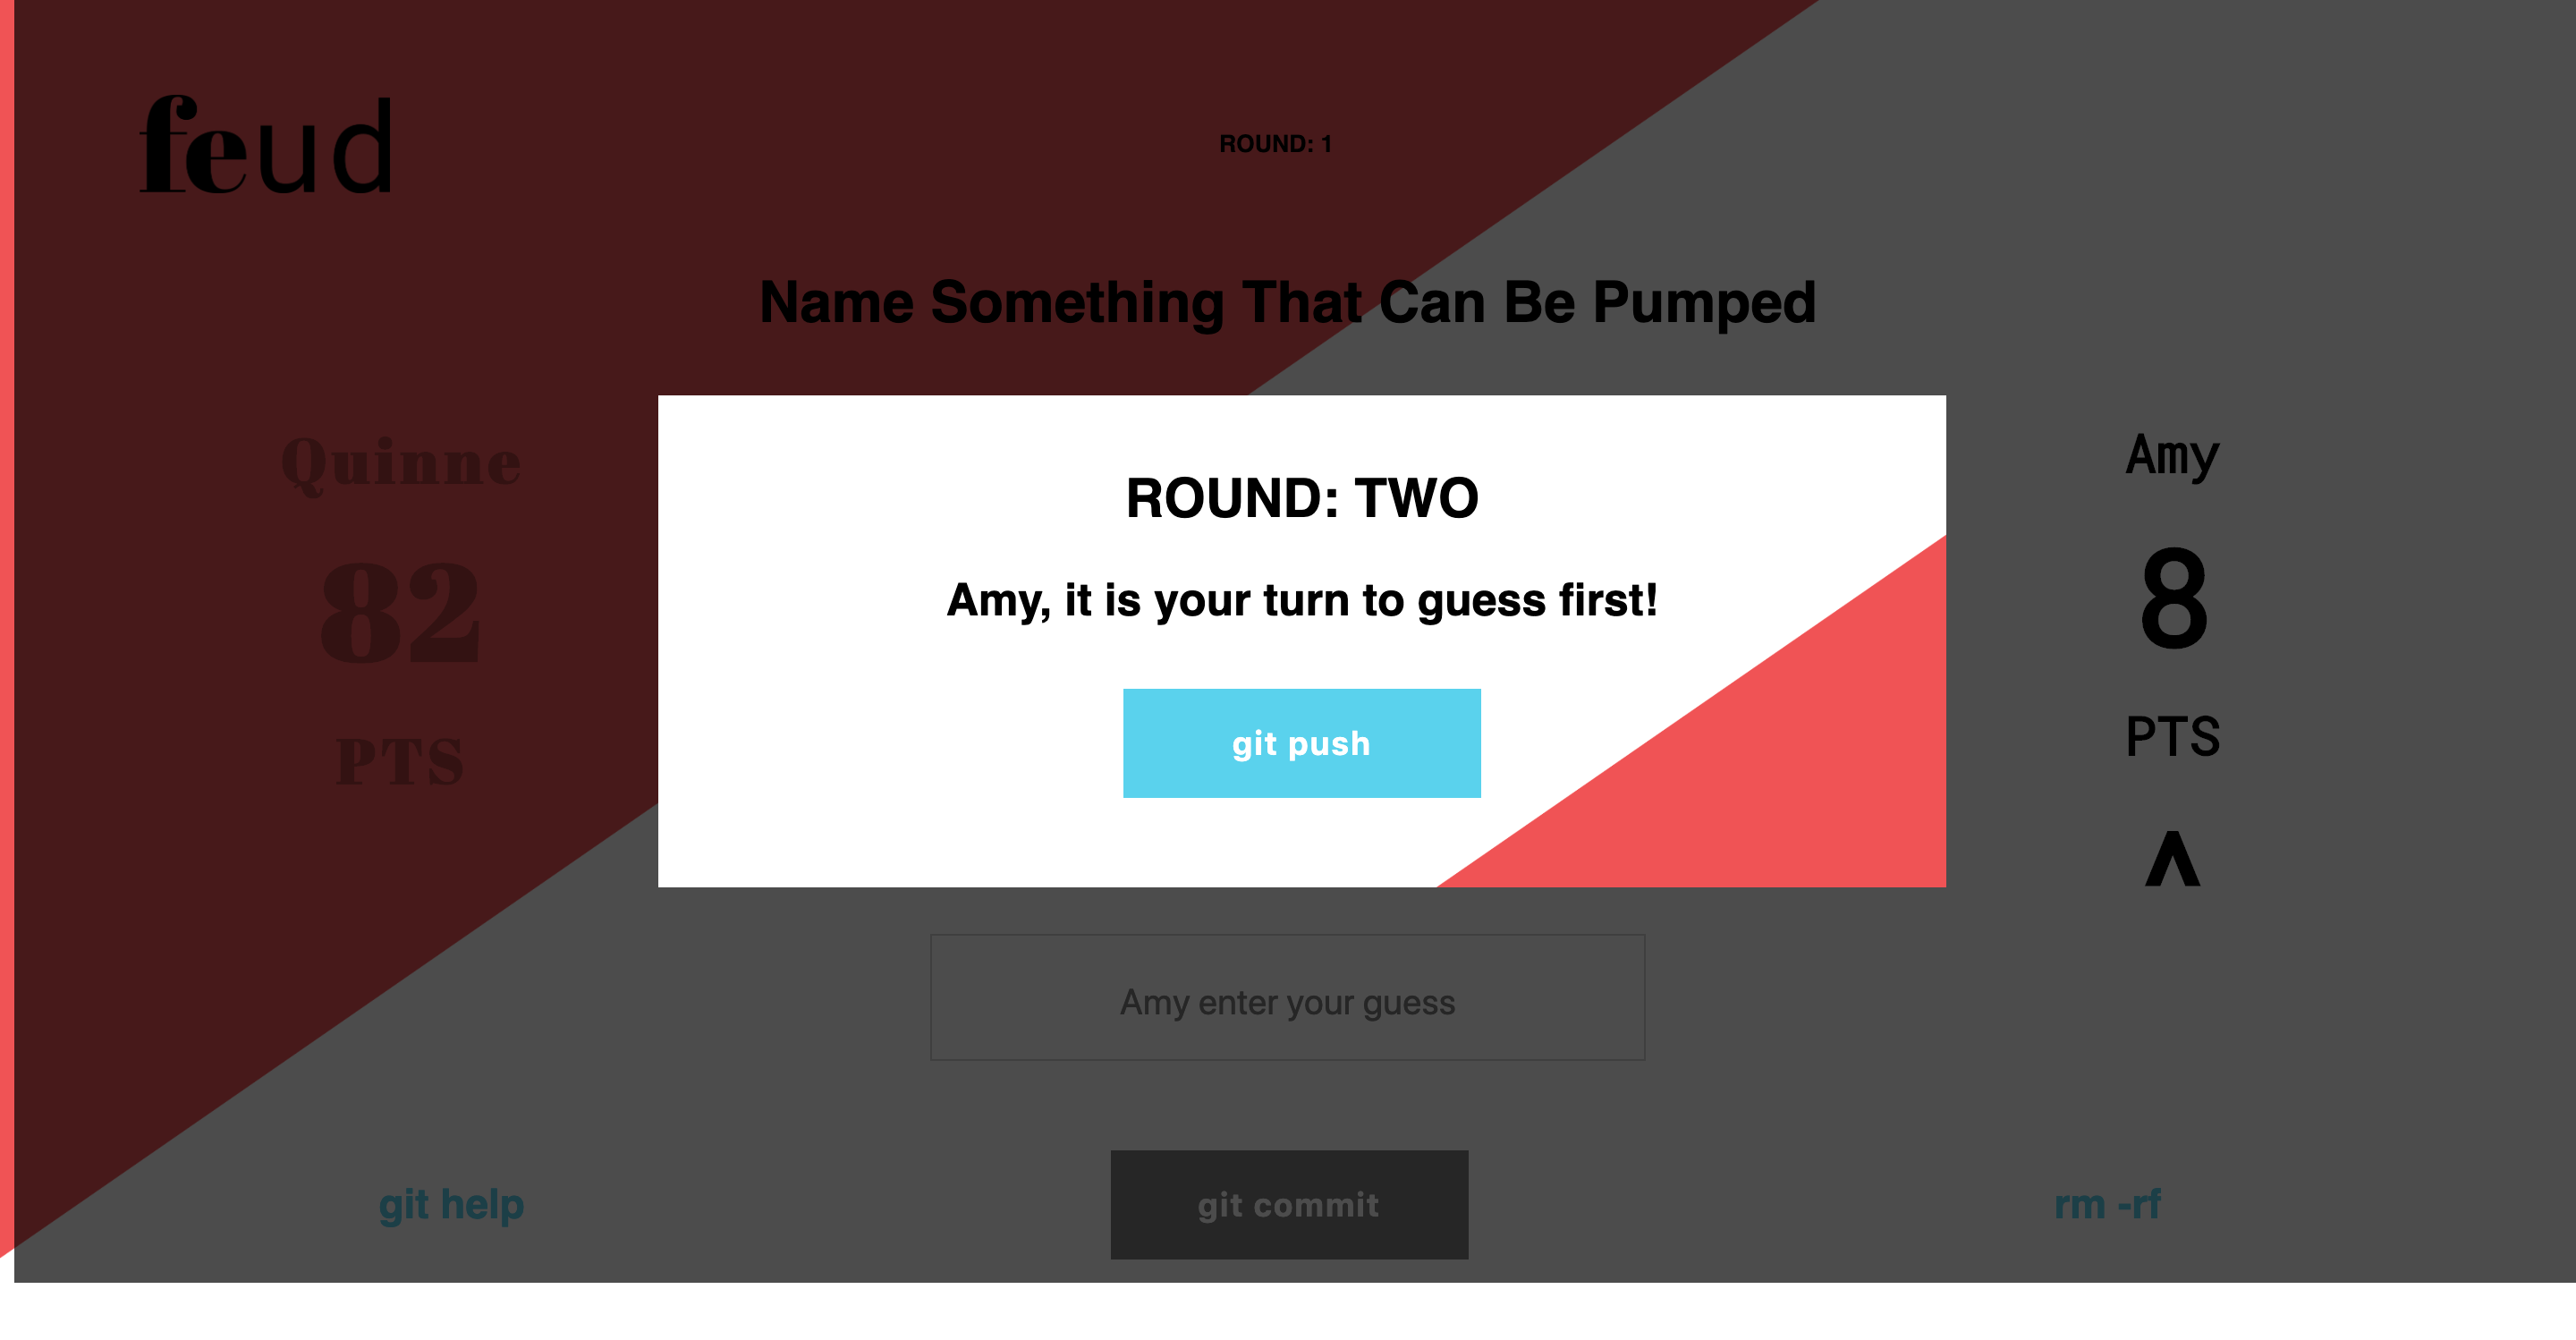 feud
ROUND: 1
Name Something That Can Be Pumped
Quinne
82
PTS
ROUND: TWO
Amy, it is your turn to guess first!
git push
Amy
8
PTS
^
Amy enter your guess
git help
git commit
rm -rf